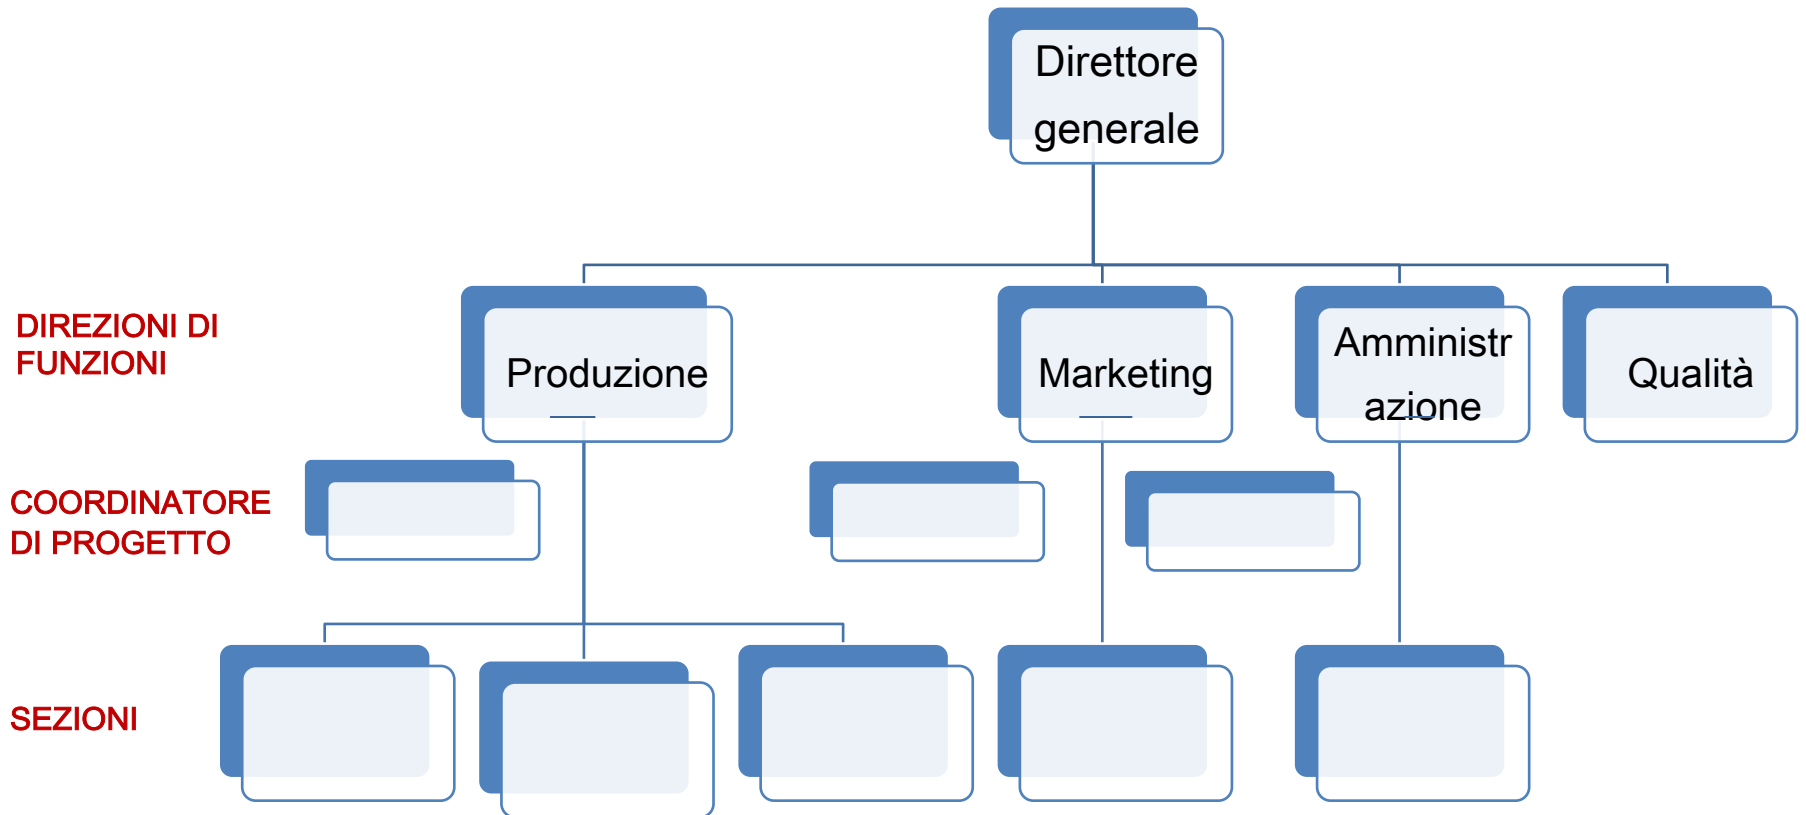 Direttore
generale
DIREZIONI DI
FUNZIONI
Produzione
Marketing
Amministr
azione
Qualità
COORDINATORE
DI PROGETTO
SEZIONI